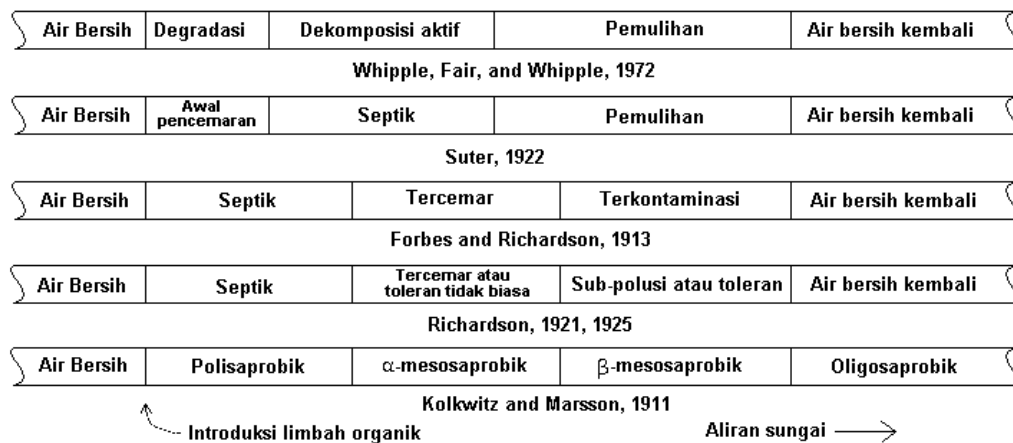 Air Bersih Degradasi Dekomposisi aktif Pemulihan Air bersih kembali
Whipple, Fair, and Whipple, 1972
Air Bersih Awal pencemaran Septik Pemulihan Air bersih kembali
Suter, 1922
Air Bersih Septik Tercemar Terkontaminasi Air bersih kembali
Forbes and Richardson, 1913
Air Bersih Septik Tercemar atau toleran tidak biasa Sub-polusi atau toleran Air bersih kembali
Richardson, 1921, 1925
Air Bersih Polisaprobik α-mesosaprobik β-mesosaprobik Oligosaprobik
Kolkwitz and Marsson, 1911
Introduksi limbah organik Aliran sungai